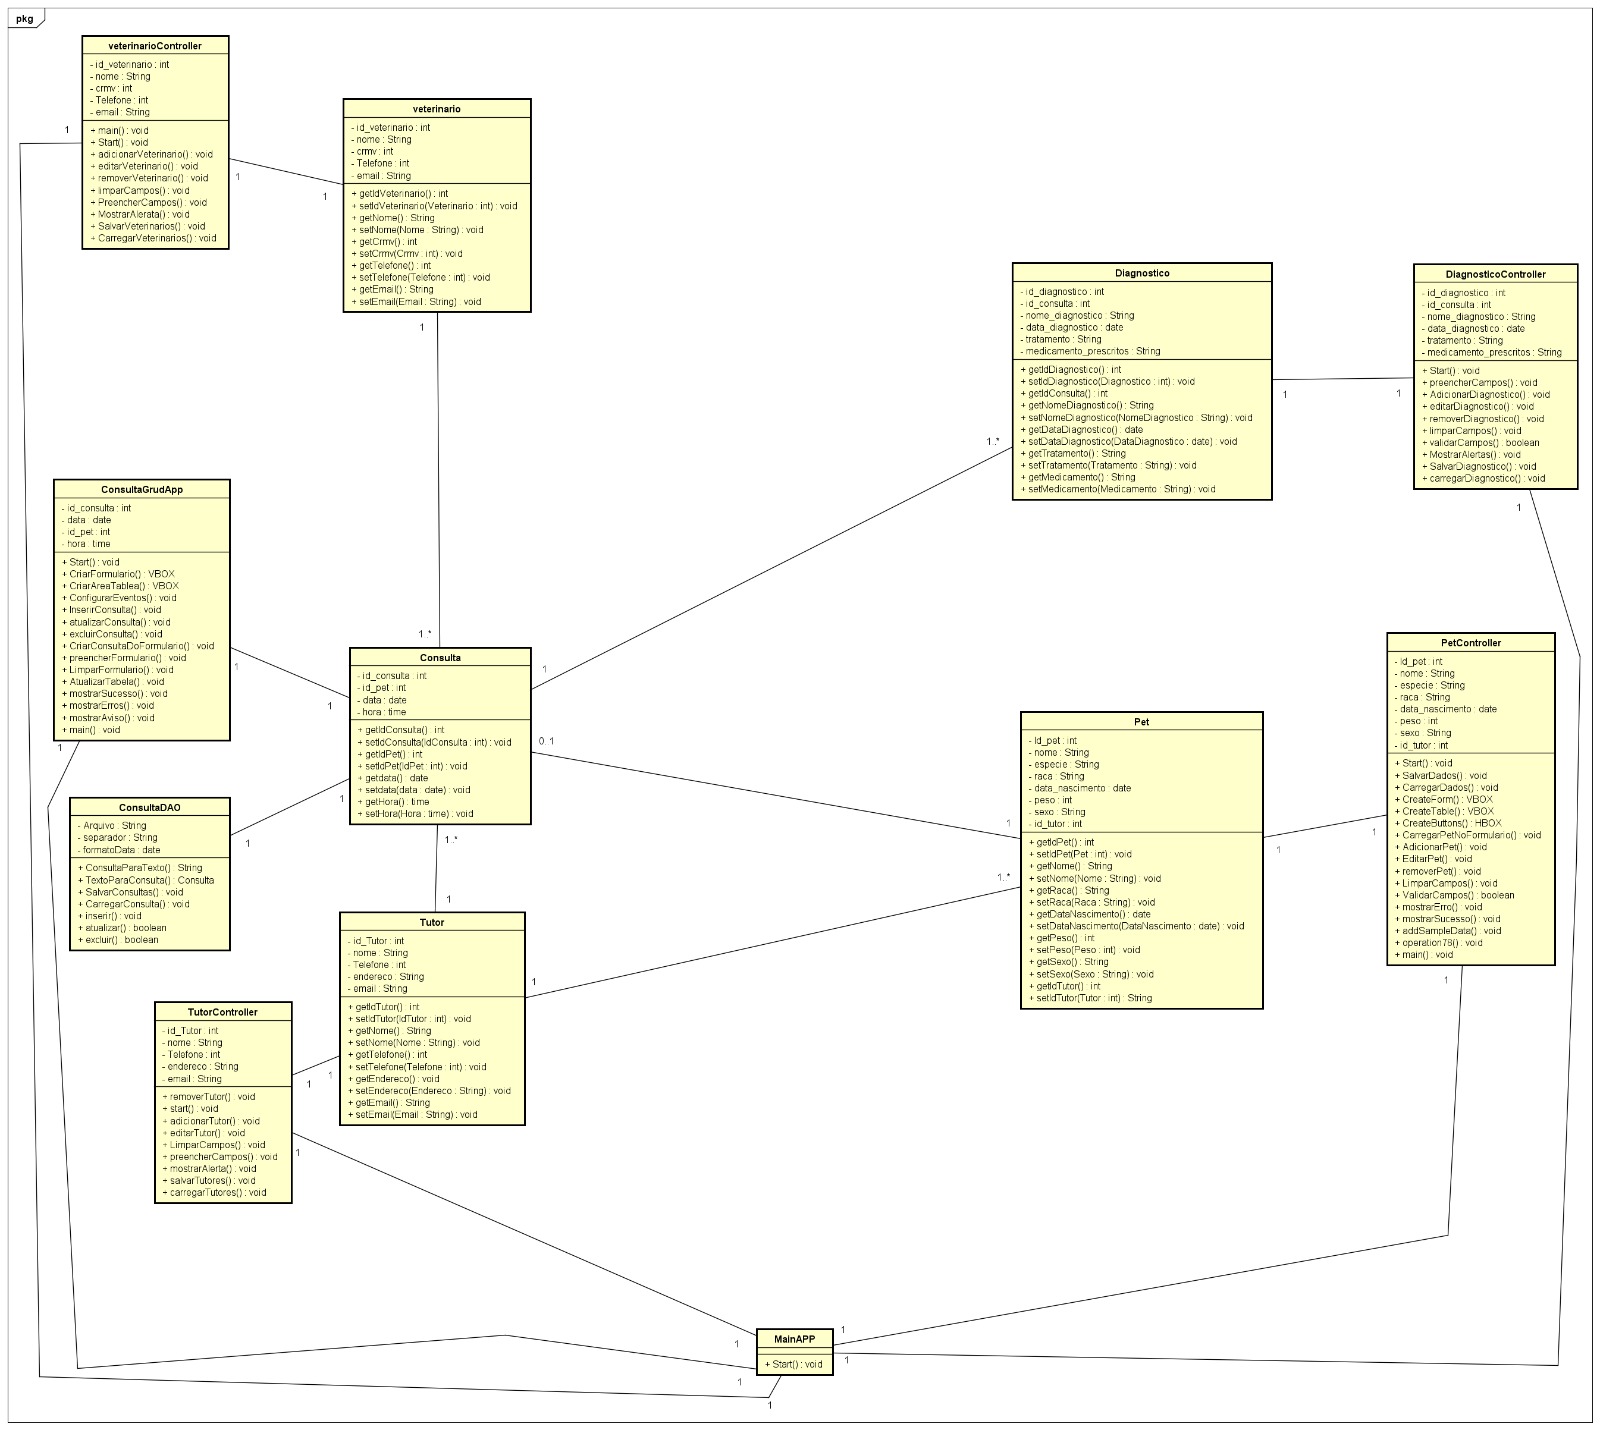 pkg
veterinarioController
- id_veterinario : int
- nome : String
- crmv : int
- Telefone : int
- email : String
+ main() : void
+ Start() : void
+ adicionarVeterinario() : void
+ editarVeterinario() : void
+ removerVeterinario() : void
+ limparCampos() : void
+ PreencherCampos() : void
+ MostrarAlerata() : void
+ SalvarVeterinarios() : void
+ CarregarVeterinarios() : void
1
1
1
veterinario
- id_veterinario : int
- nome : String
- crmv : int
- Telefone : int
- email : String
+ getIdVeterinario() : int
+ setIdVeterinario(Veterinario : int) : void
+ getNome() : String
+ setNome(Nome : String) : void
+ getCrmv() : int
+ setCrmv(Crmv : int) : void
+ getTelefone() : int
+ setTelefone(Telefone : int) : void
+ getEmail() : String
+ setEmail(Email : String) : void
1
1..*
Diagnostico
- id_diagnostico : int
- id_consulta : int
- nome_diagnostico : String
- data_diagnostico : date
- tratamento : String
- medicamento_prescritos : String
+ getIdDiagnostico() : int
+ setIdDiagnostico(Diagnostico : int) : void
+ getIdConsulta() : int
+ getNomeDiagnostico() : String
+ setNomeDiagnostico(NomeDiagnostico : String) : void
+ getDataDiagnostico() : date
+ setDataDiagnostico(DataDiagnostico : date) : void
+ getTratamento() : String
+ setTratamento(Tratamento : String) : void
+ getMedicamento() : String
+ setMedicamento(Medicamento : String) : void
1..*
1
1
DiagnosticoController
- id_diagnostico : int
- id_consulta : int
- nome_diagnostico : String
- data_diagnostico : date
- tratamento : String
- medicamento_prescritos : String
+ Start() : void
+ preencherCampos() : void
+ AdicionarDiagnostico() : void
+ editarDiagnostico() : void
+ removerDiagnostico() : void
+ limparCampos() : void
+ validarCampos() : boolean
+ MostrarAlertas() : void
+ SalvarDiagnostico() : void
+ carregarDiagnostico() : void
1
ConsultaGrudApp
- id_consulta : int
- data : date
- id_pet : int
- hora : time
+ Start() : void
+ CriarFormulario() : VBOX
+ CriarAreaTablea() : VBOX
+ ConfigurarEventos() : void
+ InserirConsulta() : void
+ atualizarConsulta() : void
+ excluirConsulta() : void
+ CriarConsultaDoFormulario() : void
+ preencherFormulario() : void
+ LimparFormulario() : void
+ AtualizarTabela() : void
+ mostrarSucesso() : void
+ mostrarErros() : void
+ mostrarAviso() : void
+ main() : void
1
1
1
Consulta
- id_consulta : int
- id_pet : int
- data : date
- hora : time
+ getIdConsulta() : int
+ setIdConsulta(IdConsulta : int) : void
+ getIdPet() : int
+ setIdPet(IdPet : int) : void
+ getdata() : date
+ setdata(data : date) : void
+ getHora() : time
+ setHora(Hora : time) : void
1
0..1
1
1..*
ConsultaDAO
- Arquivo : String
- separador : String
- formatoData : date
+ ConsultaParaTexto() : String
+ TextoParaConsulta() : Consulta
+ SalvarConsultas() : void
+ CarregarConsulta() : void
+ inserir() : void
+ atualizar() : boolean
+ excluir() : boolean
1
1
Tutor
- id_Tutor : int
- nome : String
- Telefone : int
- endereco : String
- email : String
+ getIdTutor() : int
+ setIdTutor(IdTutor : int) : void
+ getNome() : String
+ setNome(Nome : String) : void
+ getTelefone() : int
+ setTelefone(Telefone : int) : void
+ getEndereco() : void
+ setEndereco(Endereco : String) : void
+ getEmail() : String
+ setEmail(Email : String) : void
1
1
TutorController
- id_Tutor : int
- nome : String
- Telefone : int
- endereco : String
- email : String
+ removerTutor() : void
+ start() : void
+ adicionarTutor() : void
+ editarTutor() : void
+ LimparCampos() : void
+ preencherCampos() : void
+ mostrarAlerta() : void
+ salvarTutores() : void
+ carregarTutores() : void
1
1
Pet
- id_pet : int
- nome : String
- especie : String
- raca : String
- data_nascimento : date
- peso : int
- sexo : String
- id_tutor : int
+ getIdPet() : int
+ setIdPet(Pet : int) : void
+ getNome() : String
+ setNome(Nome : String) : void
+ getRaca() : String
+ setRaca(Raca : String) : void
+ getDataNascimento() : date
+ setDataNascimento(DataNascimento : date) : void
+ getPeso() : int
+ setPeso(Peso : int) : void
+ getSexo() : String
+ setSexo(Sexo : String) : void
+ getIdTutor() : int
+ setIdTutor(Tutor : int) : String
1
1..*
1
1
PetController
- id_pet : int
- nome : String
- especie : String
- raca : String
- data_nascimento : date
- peso : int
- sexo : String
- id_tutor : int
+ Start() : void
+ SalvarDados() : void
+ CarregarDados() : void
+ CreateForm() : VBOX
+ CreateTable() : VBOX
+ CreateButtons() : HBOX
+ CarregarPetNoFormulario() : void
+ AdicionarPet() : void
+ EditarPet() : void
+ removerPet() : void
+ LimparCampos() : void
+ ValidarCampos() : boolean
+ mostrarErro() : void
+ mostrarSucesso() : void
+ addSampleData() : void
+ operation76() : void
+ main() : void
1
MainAPP
+ Start() : void
1
1
1
1
1